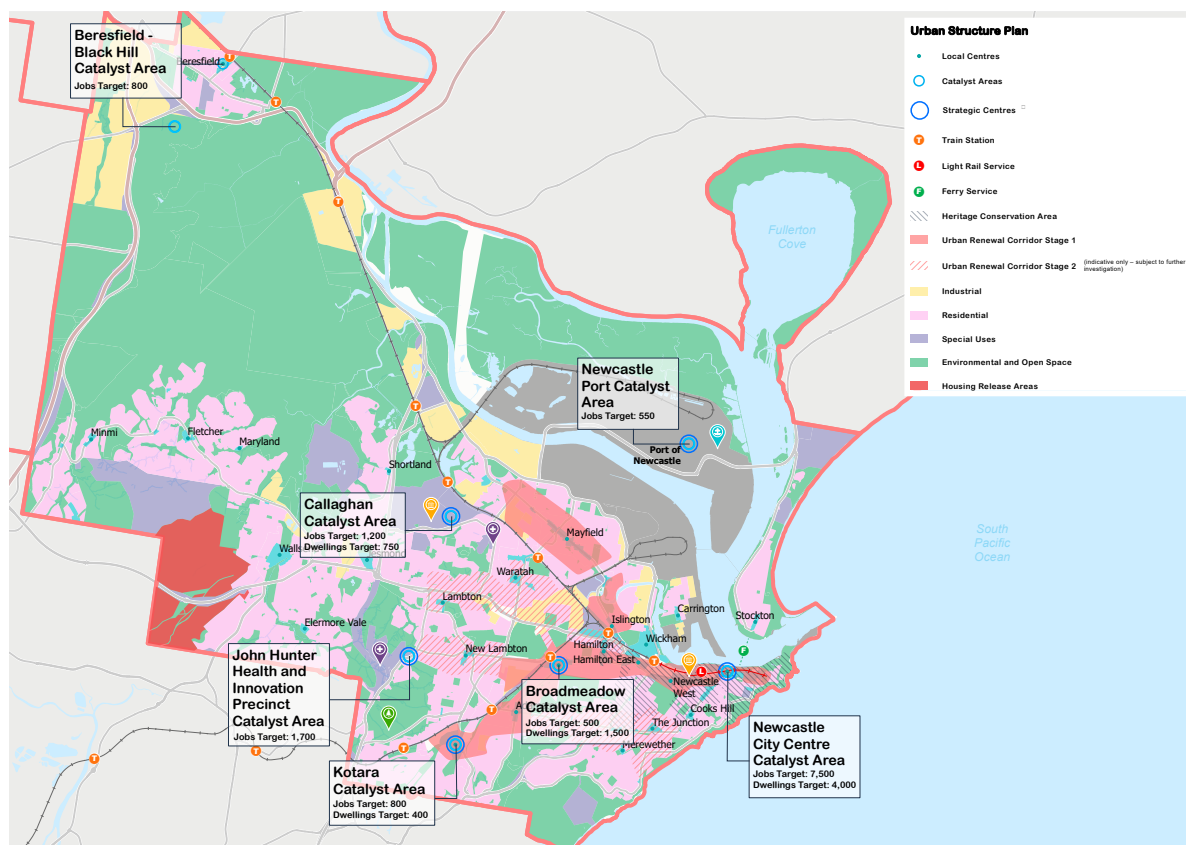 Beresfield -
Black Hill
Catalyst Area
Jobs Target: 800
Beresfield
Urban Structure Plan
Local Centres
Catalyst Areas
Strategic Centres
T Train Station
L Light Rail Service
F Ferry Service
Heritage Conservation Area
Urban Renewal Corridor Stage 1
Urban Renewal Corridor Stage 2 (indicative only – subject to further
investigation)
Industrial
Residential
Special Uses
Environmental and Open Space
Housing Release Areas
Fullerton
Cove
Newcastle
Port Catalyst
Area
Jobs Target: 550
Port of
Newcastle
Minmi
Fletcher
Maryland
Shortland
Callaghan
Catalyst Area
Jobs Target: 1,200
Dwellings Target: 750
Mayfield
South
Pacific
Ocean
Waratah
Lambton
Elermore Vale
New Lambton
Islington
Carrington
Stockton
Wickham
Hamilton
Hamilton East
Newcastle
West
Cooks Hill
The Junction
Merewether
John Hunter
Health and
Innovation
Precinct
Catalyst Area
Jobs Target: 1,700
Broadmeadow
Catalyst Area
Jobs Target: 500
Dwellings Target: 1,500
Newcastle
City Centre
Catalyst Area
Jobs Target: 7,500
Dwellings Target: 4,000
Kotara
Catalyst Area
Jobs Target: 800
Dwellings Target: 400